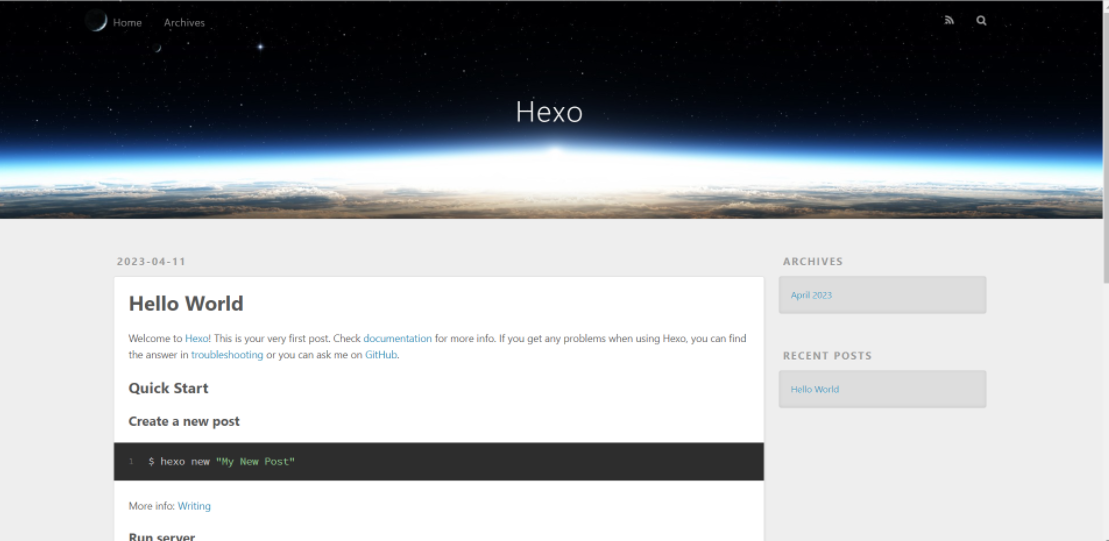 Home Archives
Hexo
2023-04-11
Hello World
Welcome to Hexo! This is your very first post. Check documentation for more info. If you get any problems when using Hexo, you can find
the answer in troubleshooting or you can ask me on GitHub.
Quick Start
Create a new post
1 $ hexo new "My New Post"
More info: Writing
Run server
ARCHIVES
April 2023
RECENT POSTS
Hello World